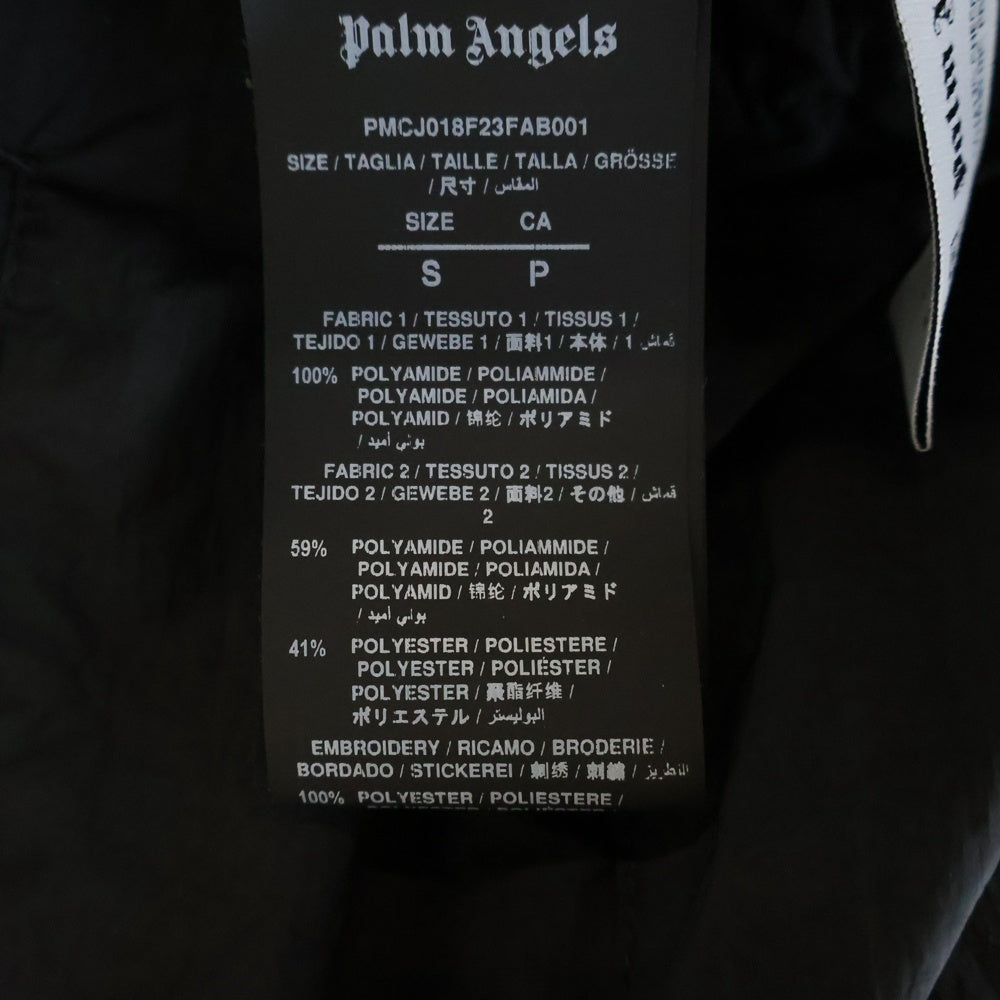 Palm Angels
PMCJ018F23FAB001
SIZE / TAGLIA / TAILLE / TALLA / GRÖSSE
/ 尺寸 / المقاس
SIZE CA
S P
FABRIC 1 / TESSUTO 1 / TISSUS 1 /
TEJIDO 1 / GEWEBE 1 / 面料1 / 本体 / 1 قماش
100% POLYAMIDE / POLIAMMIDE /
POLYAMIDE / POLIAMIDA /
POLYAMID / 锦纶 / ポリアミド
/ بولي أميد
FABRIC 2 / TESSUTO 2 / TISSUS 2 /
TEJIDO 2 / GEWEBE 2 / 面料2 / その他 / قماش
2
59% POLYAMIDE / POLIAMMIDE /
POLYAMIDE / POLIAMIDA /
POLYAMID / 锦纶 / ポリアミド
/ بولي أميد
41% POLYESTER / POLIESTERE /
POLYESTER / POLIÉSTER /
POLYESTER / 聚酯纤维 /
ポリエステル / البوليستر
EMBROIDERY / RICAMO / BRODERIE /
BORDADO / STICKEREI / 刺绣 / 刺繍 / التطريز
100% POLYESTER / POLIESTERE /
Palm A